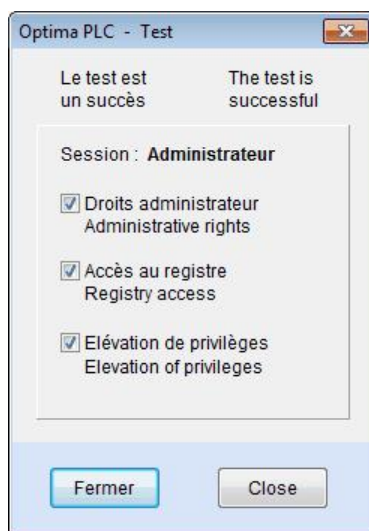 Optima PLC - Test
Le test est
un succès
The test is
successful
Session : Administrateur
Droits administrateur
Administrative rights
Accès au registre
Registry access
Elévation de privilèges
Elevation of privileges
Fermer
Close